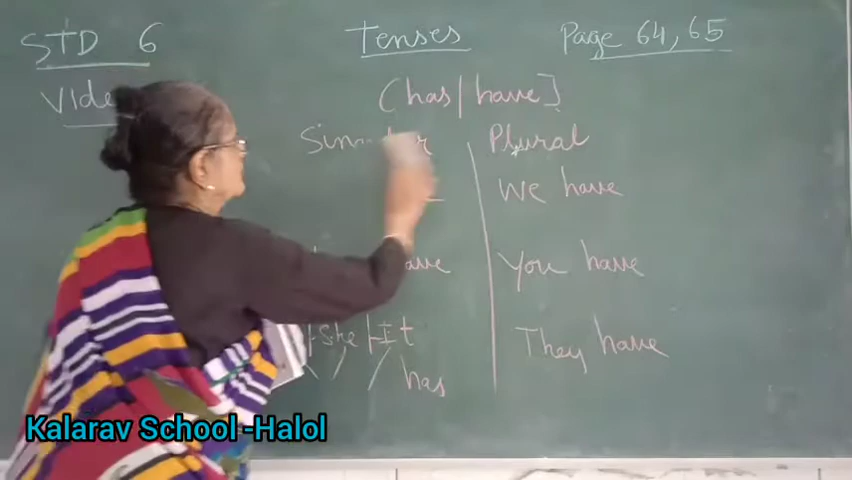 STD 6 Tenses Page 64, 65
(has / have]
Plural
We have
You have
She / It They have
has
Kalarav School -Halol